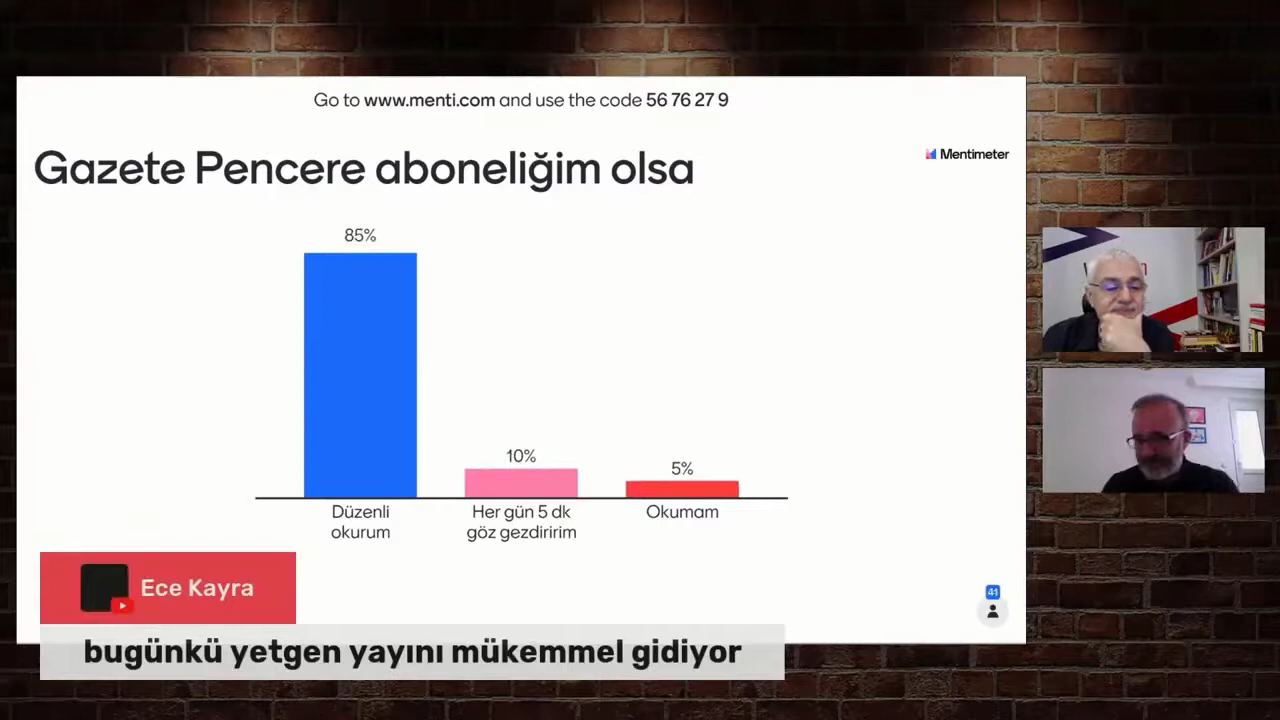 Go to www.menti.com and use the code 56 76 27 9
Gazete Pencere aboneliğim olsa
Mentimeter
85%
10%
5%
Düzenli
okurum
Her gün 5 dk
göz gezdiririm
Okumam
41
Ece Kayra
bugünkü yetgen yayını mükemmel gidiyor